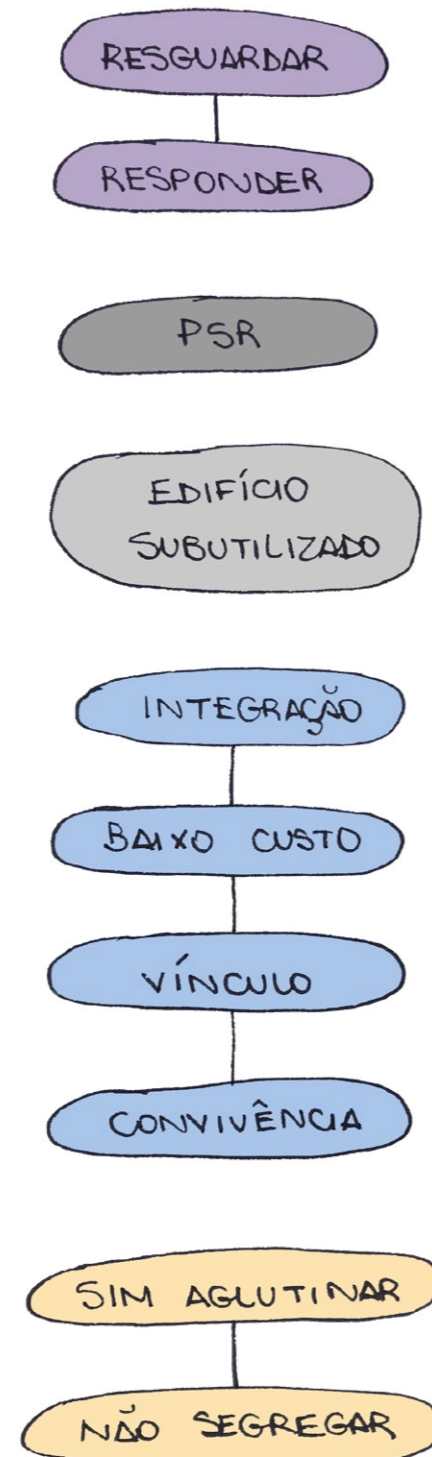 RESGUARDAR
RESPONDER
PSR
EDIFÍCIO
SUBUTILIZADO
INTEGRAÇÃO
BAIXO CUSTO
VÍNCULO
CONVIVÊNCIA
SIM AGLUTINAR
NÃO SEGREGAR